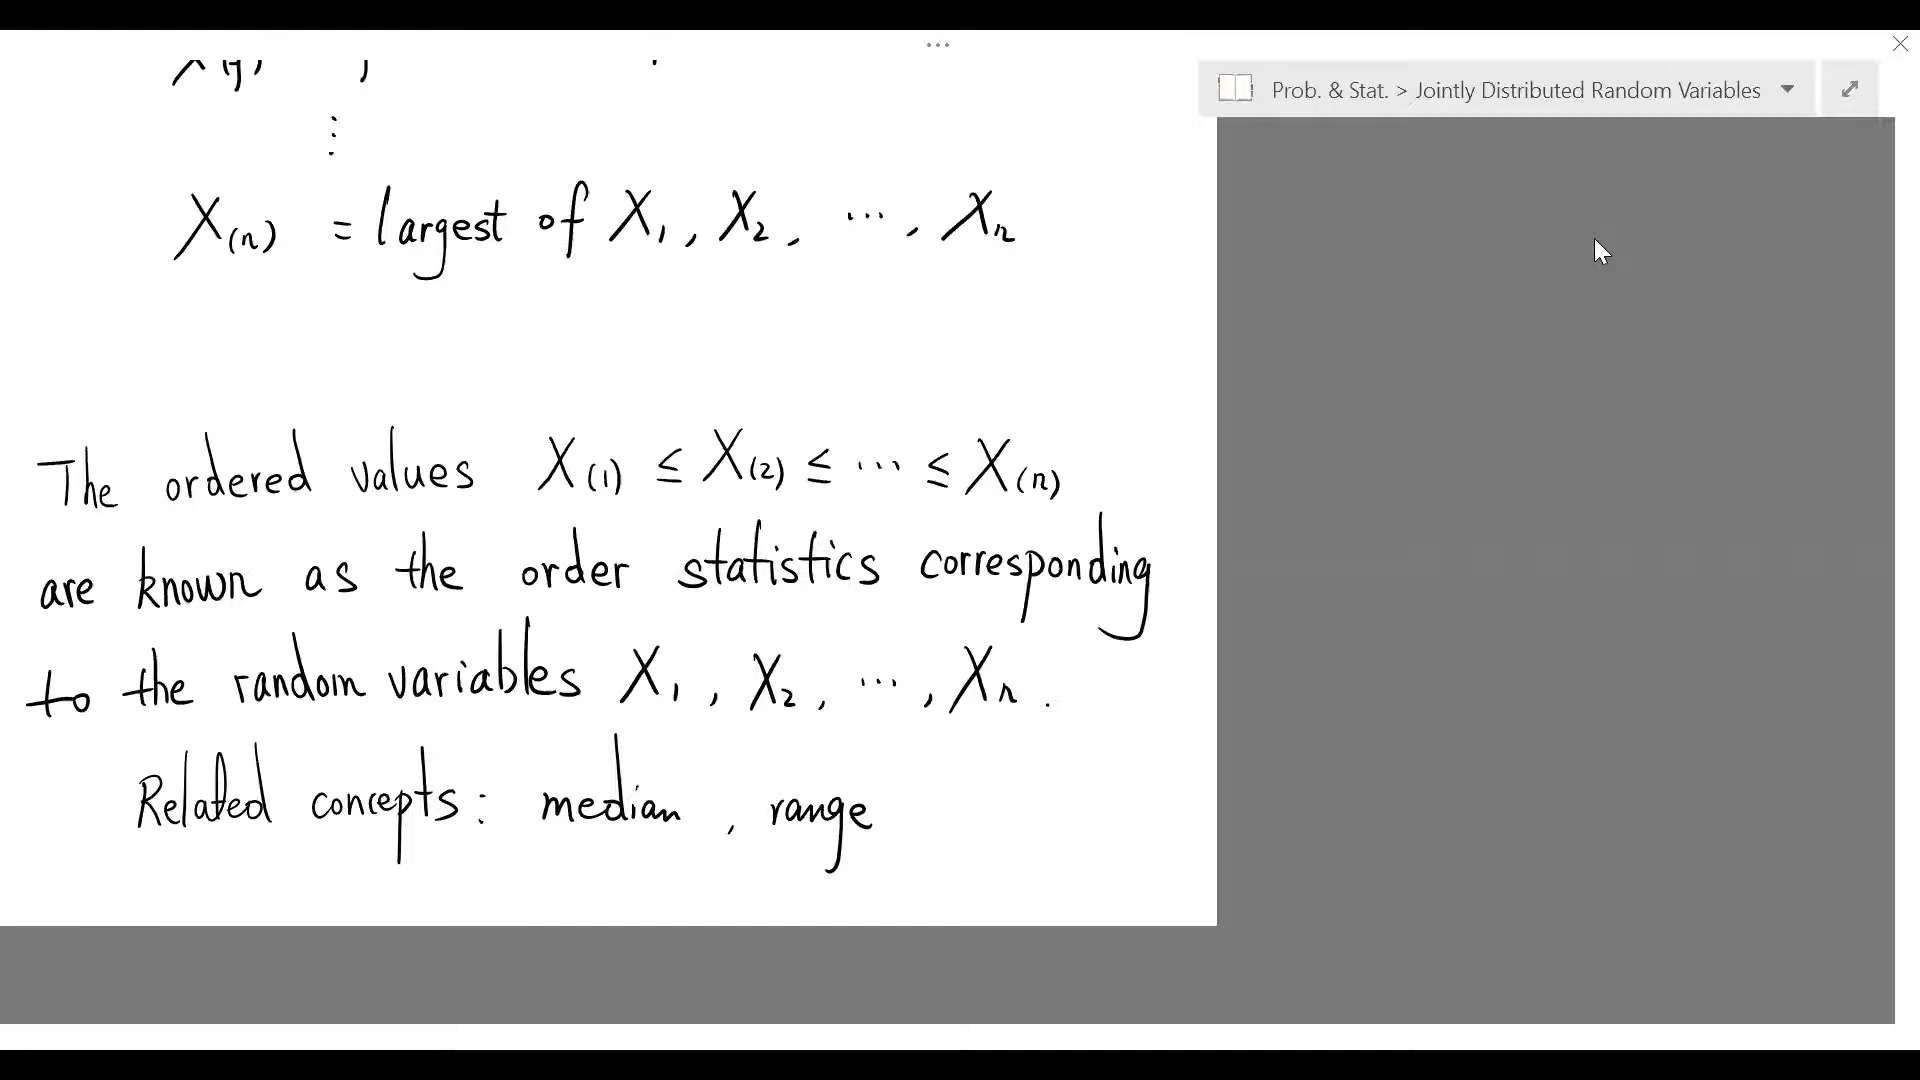 Prob. & Stat. > Jointly Distributed Random Variables
⋮
X(n) = largest of X₁, X₂, ⋯, Xₙ
The ordered values X(1) ≤ X(2) ≤ ⋯ ≤ X(n)
are known as the order statistics corresponding
to the random variables X₁, X₂, ⋯, Xₙ.
Related concepts: median, range